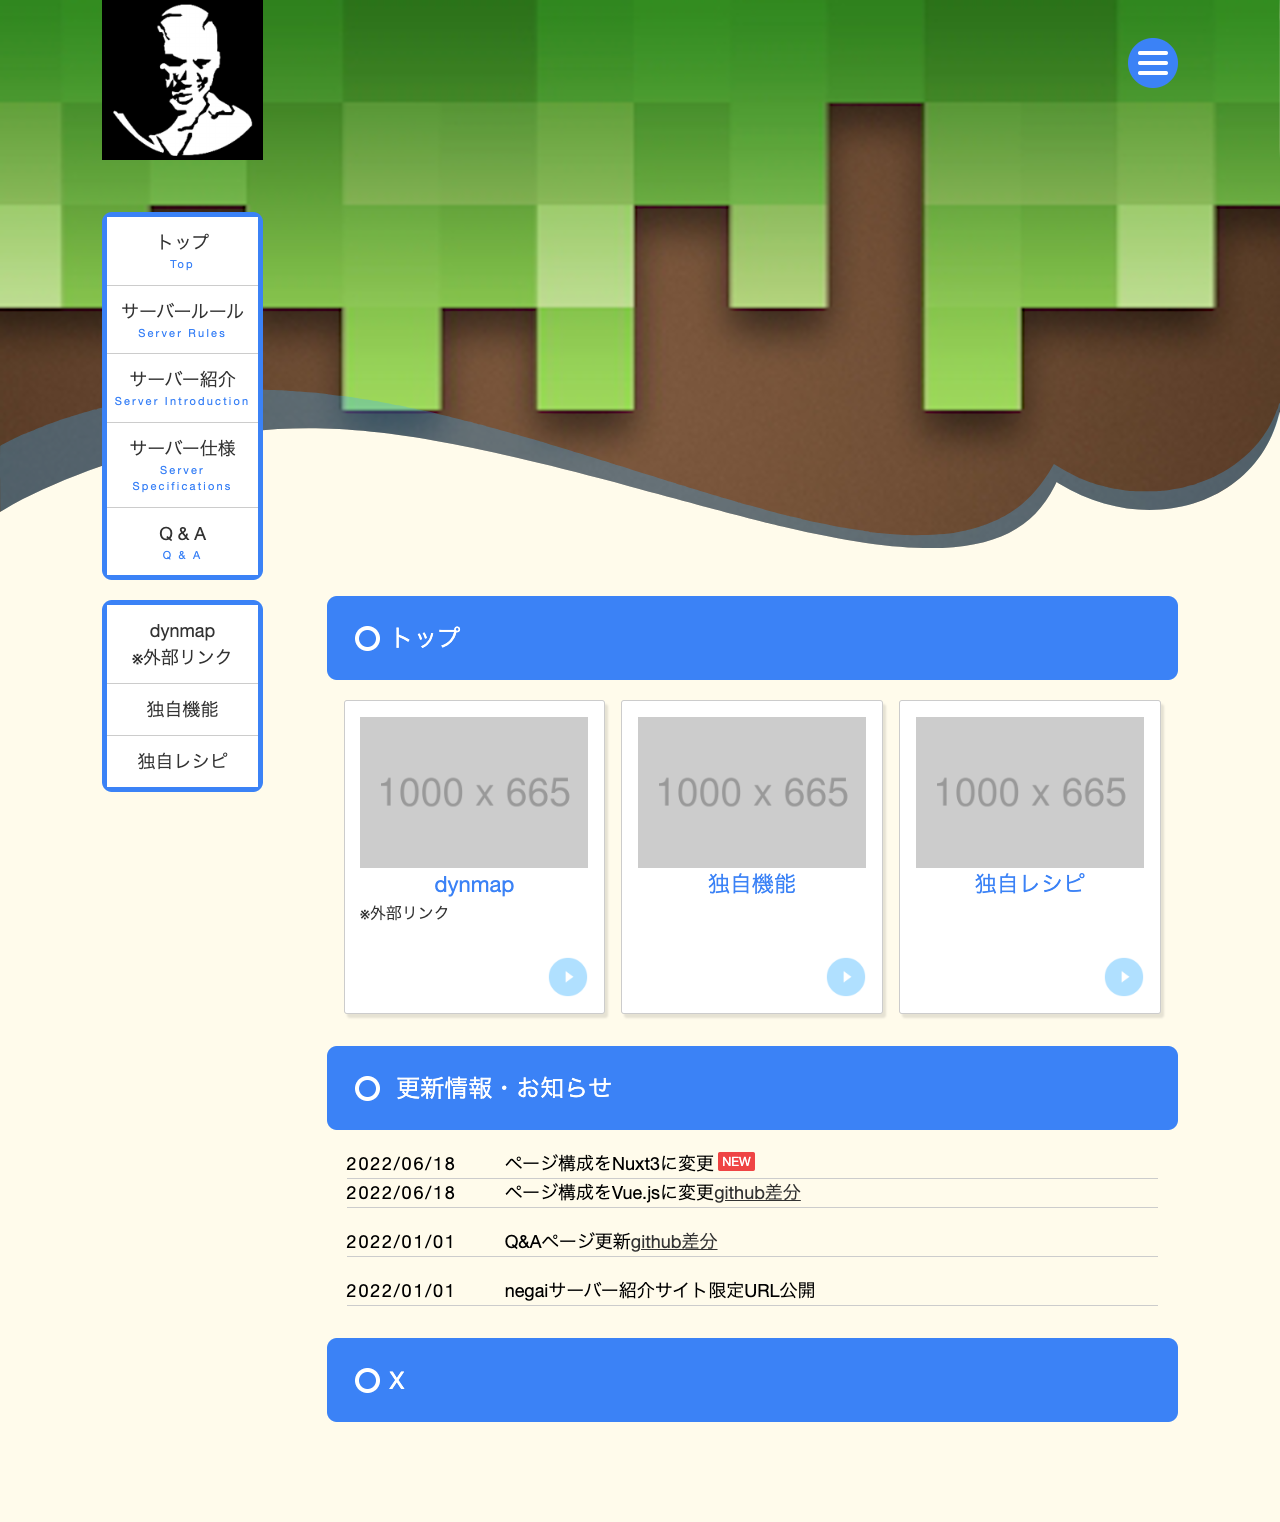 トップ
Top
サーバールール
Server Rules
サーバー紹介
Server Introduction
サーバー仕様
Server
Specifications
Q & A
Q & A
dynmap
※外部リンク
独自機能
独自レシピ
トップ
1000 x 665
dynmap
※外部リンク
1000 x 665
独自機能
1000 x 665
独自レシピ
更新情報・お知らせ
2022/06/18 ページ構成をNuxt3に変更 NEW
2022/06/18 ページ構成をVue.jsに変更github差分
2022/01/01 Q&Aページ更新github差分
2022/01/01 negaiサーバー紹介サイト限定URL公開
X